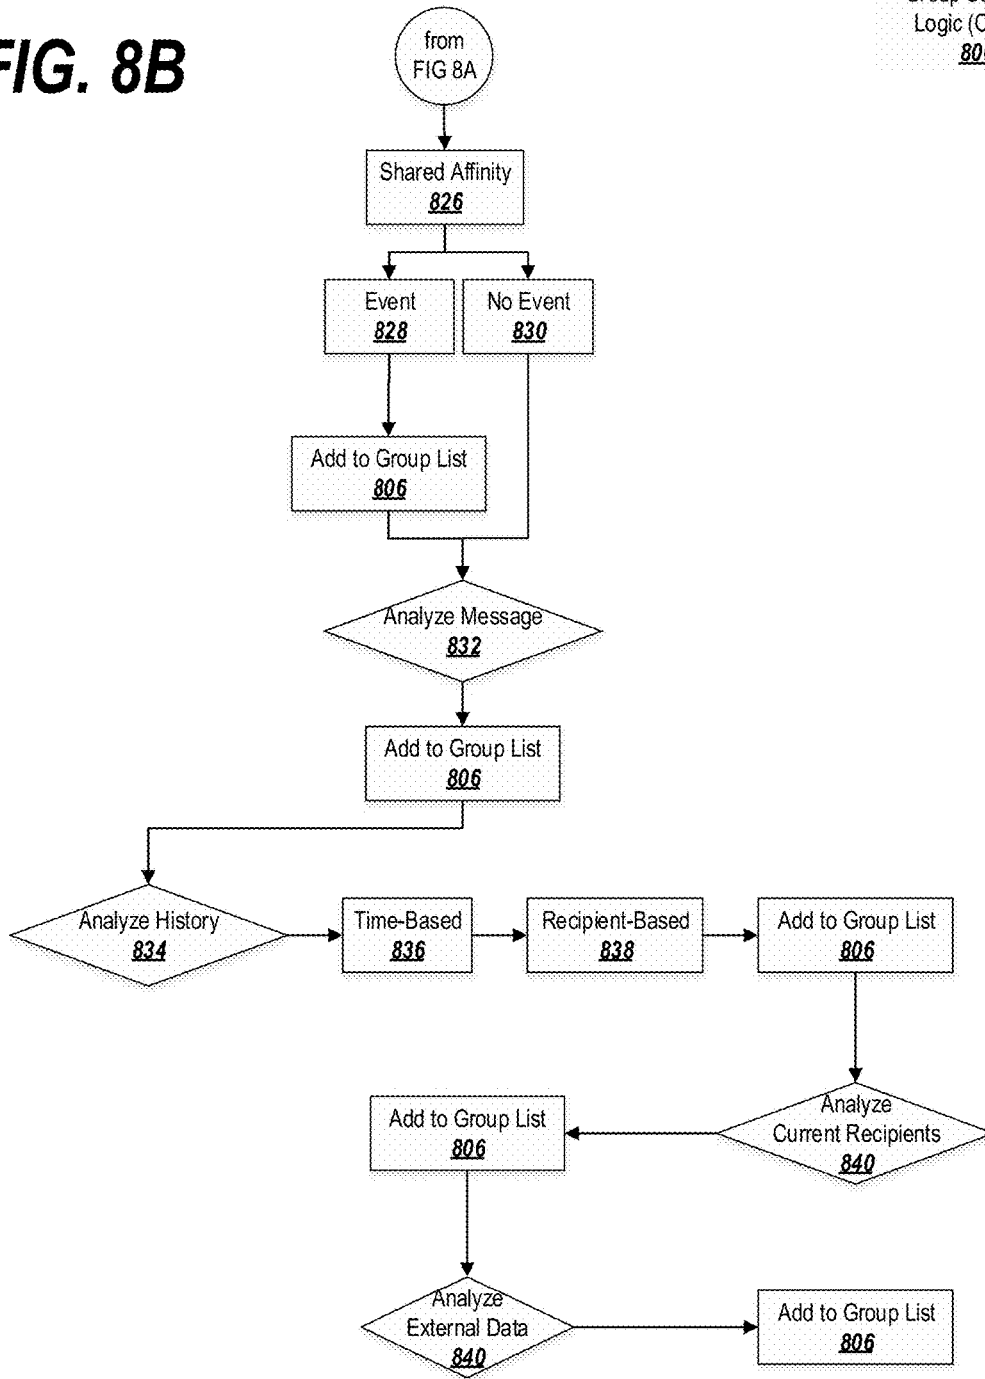 FIG. 8B
Logic
from
FIG 8A
Shared Affinity
826
Event
828
No Event
830
Add to Group List
806
Analyze Message
832
Add to Group List
806
Analyze History
834
Time-Based
836
Recipient-Based
838
Add to Group List
806
Analyze
Current Recipients
840
Add to Group List
806
Analyze
External Data
840
Add to Group List
806